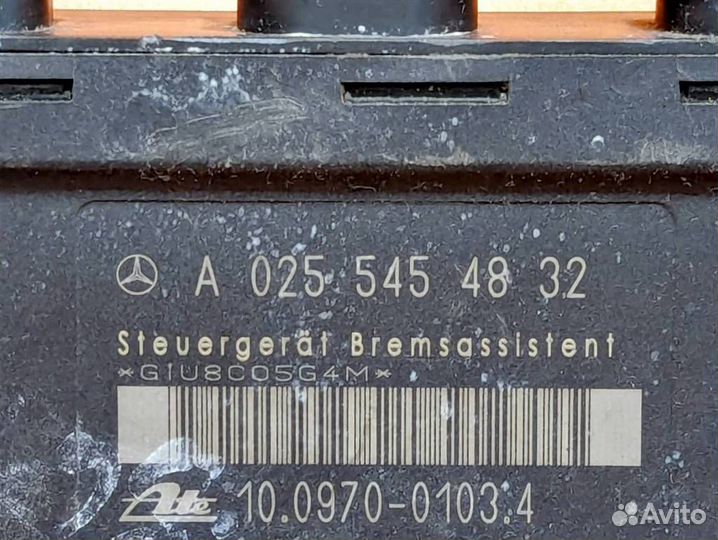 A 025 545 48 32
Steuergerät Bremsassistent
*G1U8C05G4M*
Ate 10.0970-0103.4
Avito